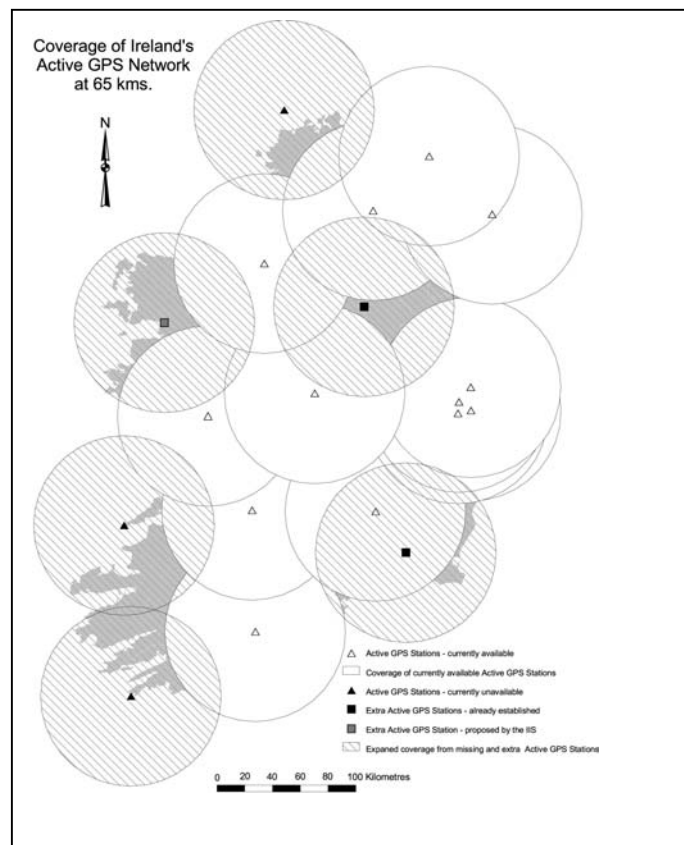 Coverage of Ireland's
Active GPS Network
at 65 kms.
N
Active GPS Stations - currently available
Coverage of currently available Active GPS Stations
Active GPS Stations - currently unavailable
Extra Active GPS Stations - already established
Extra Active GPS Station - proposed by the IIS
Expaned coverage from missing and extra Active GPS Stations
0 20 40 60 80 100 Kilometres